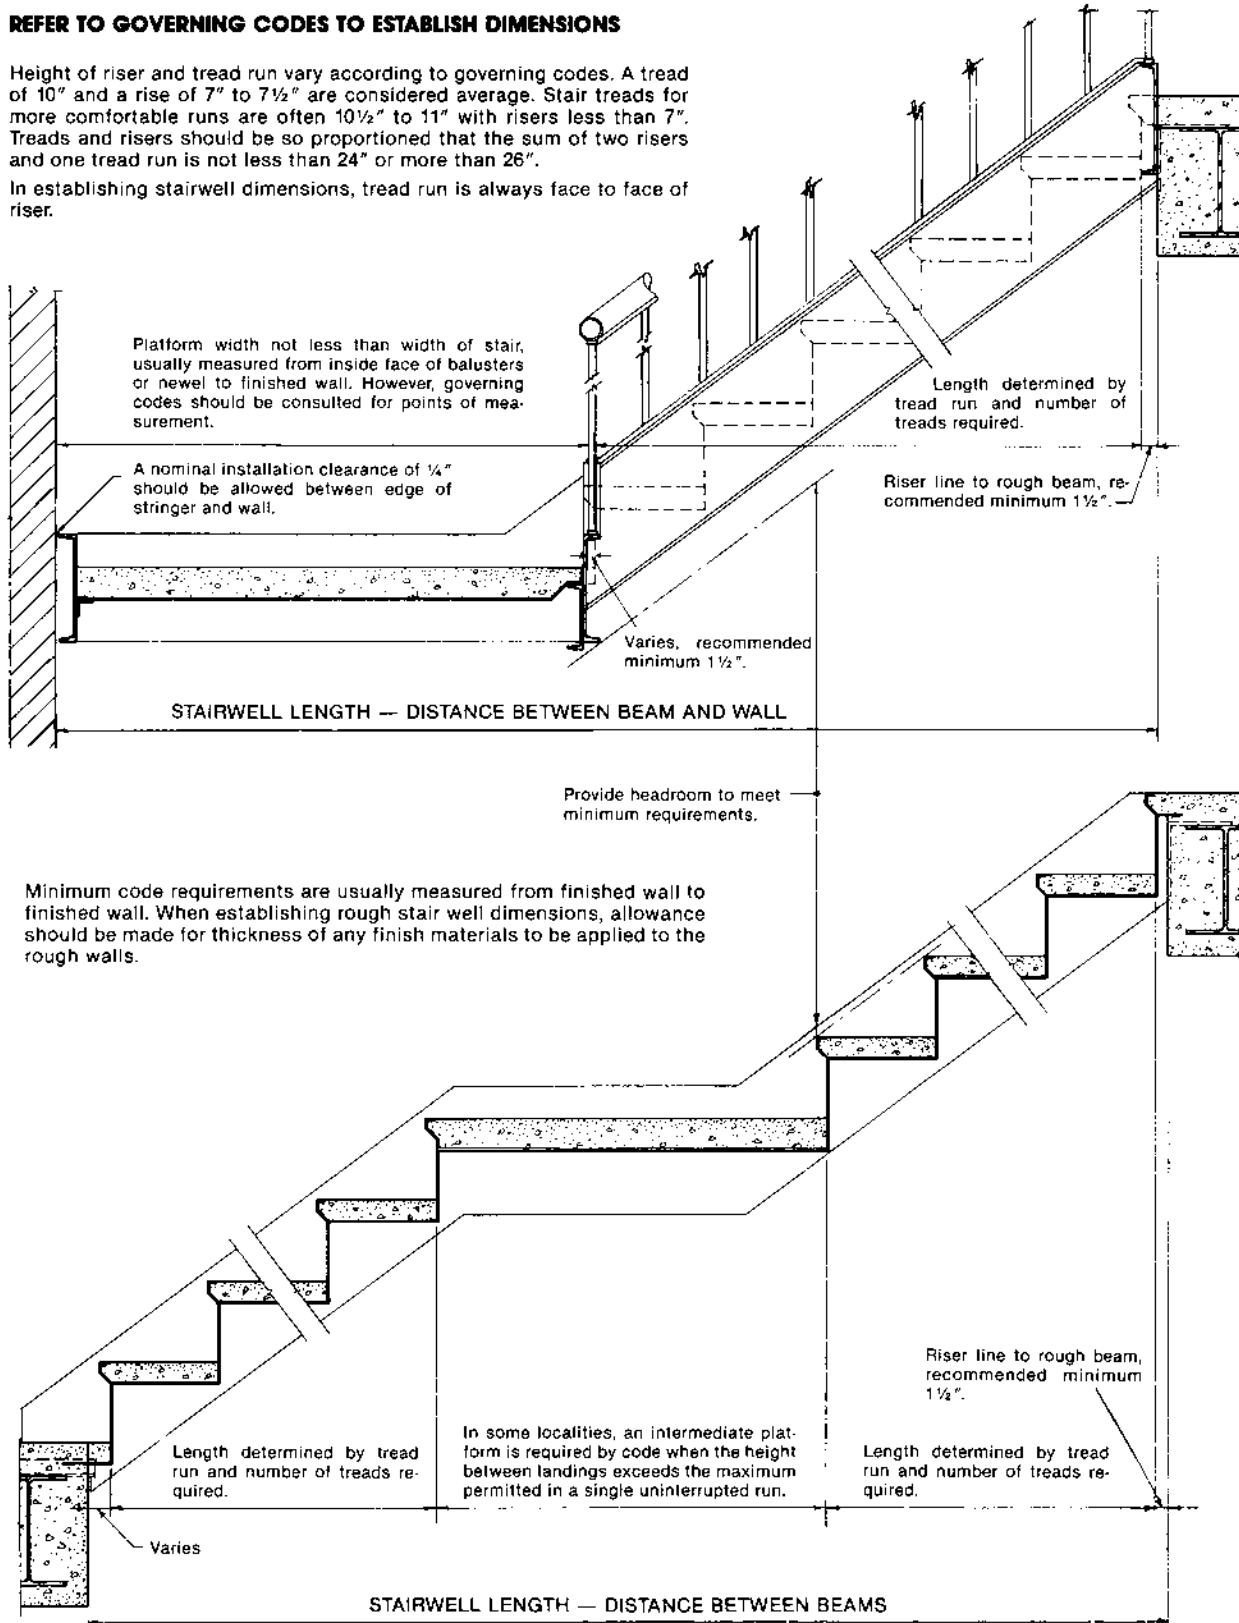 REFER TO GOVERNING CODES TO ESTABLISH DIMENSIONS
Height of riser and tread run vary according to governing codes. A tread
of 10" and a rise of 7" to 7½" are considered average. Stair treads for
more comfortable runs are often 10½" to 11" with risers less than 7".
Treads and risers should be so proportioned that the sum of two risers
and one tread run is not less than 24" or more than 26".
In establishing stairwell dimensions, tread run is always face to face of
riser.
Platform width not less than width of stair,
usually measured from inside face of balusters
or newel to finished wall. However, governing
codes should be consulted for points of mea-
surement.
Length determined by
tread run and number of
treads required.
A nominal installation clearance of ¼"
should be allowed between edge of
stringer and wall.
Riser line to rough beam, re-
commended minimum 1½".
Varies, recommended
minimum 1½".
STAIRWELL LENGTH — DISTANCE BETWEEN BEAM AND WALL
Provide headroom to meet
minimum requirements.
Minimum code requirements are usually measured from finished wall to
finished wall. When establishing rough stair well dimensions, allowance
should be made for thickness of any finish materials to be applied to the
rough walls.
Riser line to rough beam,
recommended minimum
1½".
Length determined by tread
run and number of treads re-
quired.
In some localities, an intermediate plat-
form is required by code when the height
between landings exceeds the maximum
permitted in a single uninterrupted run.
Length determined by tread
run and number of treads re-
quired.
Varies
STAIRWELL LENGTH — DISTANCE BETWEEN BEAMS